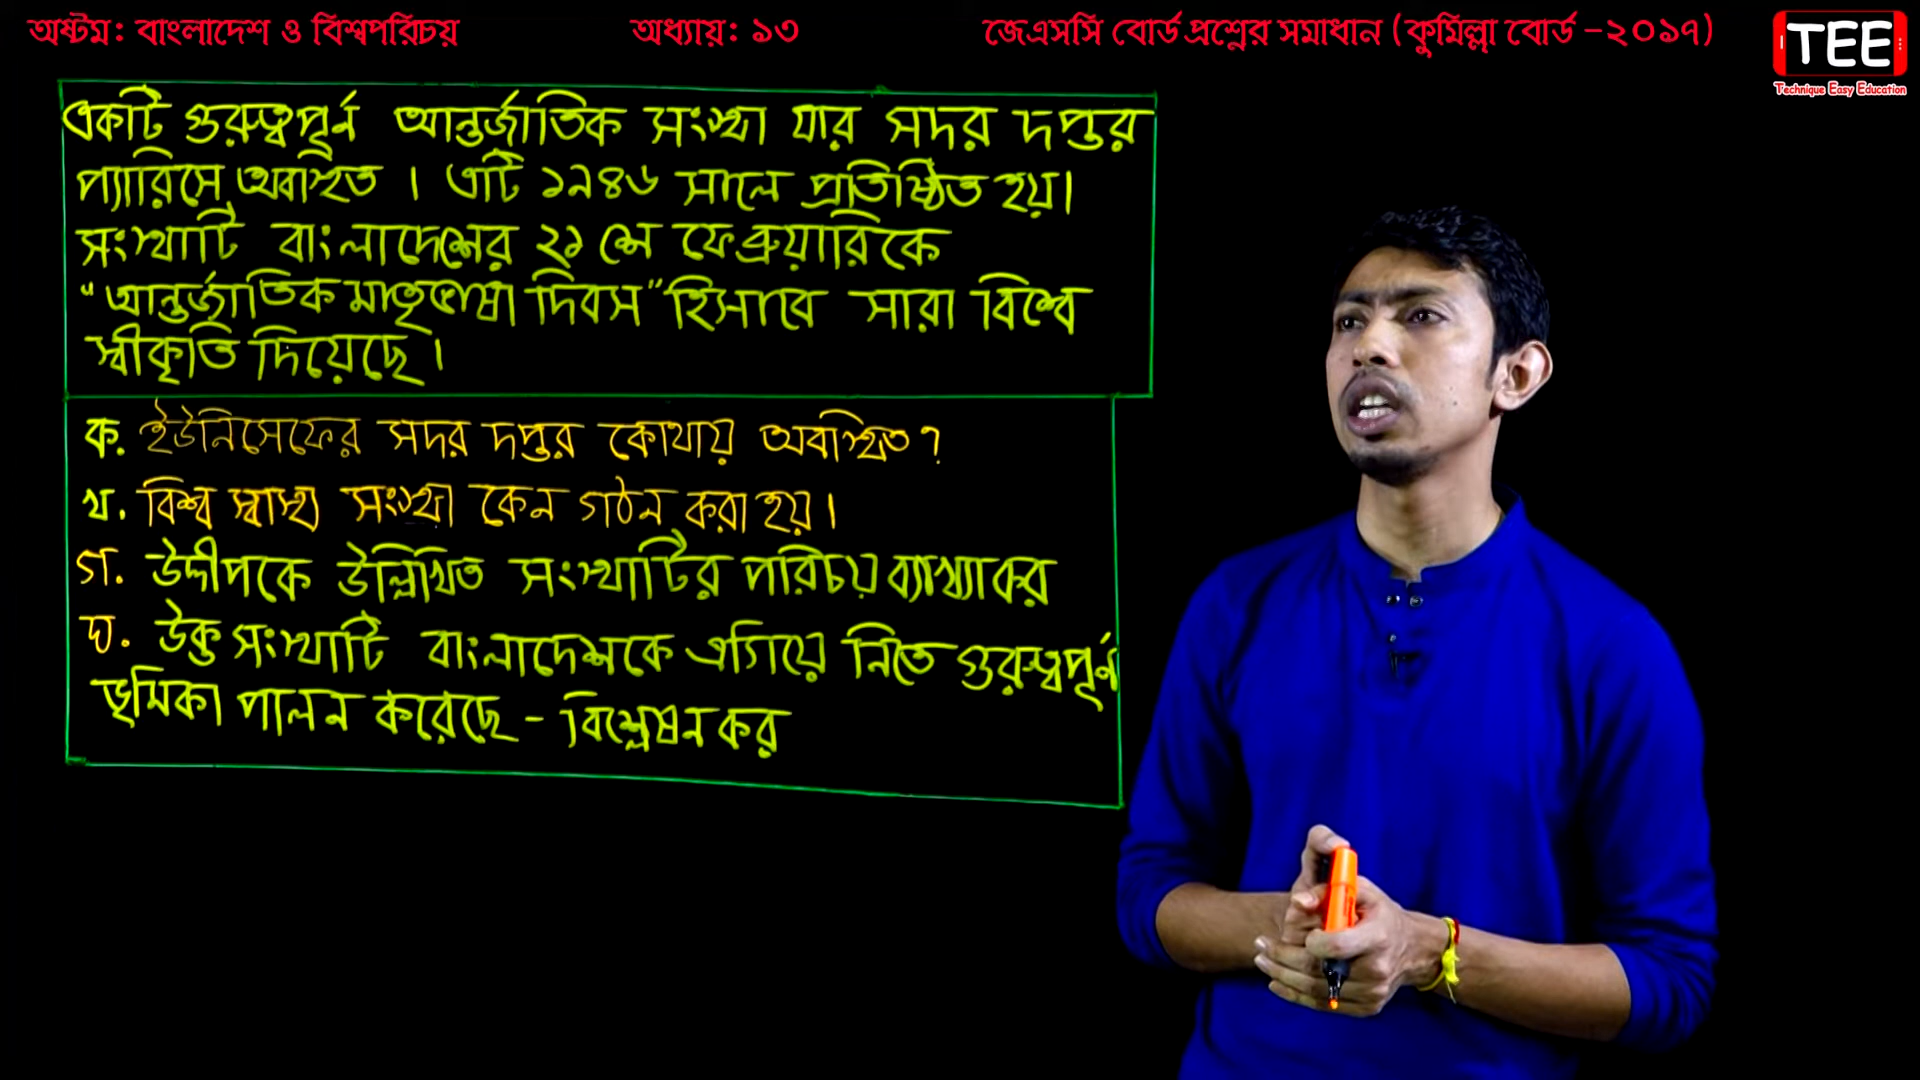 অষ্টম: বাংলাদেশ ও বিশ্বপরিচয় অধ্যায়: ১৩ জেএসসি বোর্ড প্রশ্নের সমাধান (কুমিল্লা বোর্ড -২০১৭)
TEE
Technique Easy Education
একটি গুরুত্বপূর্ন আন্তর্জাতিক সংস্থা যার সদর দপ্তর
প্যারিসে অবস্থিত । এটি ১৯৪৬ সালে প্রতিষ্ঠিত হয়।
সংস্থাটি বাংলাদেশের ২১ শে ফেব্রুয়ারিকে
"আন্তর্জাতিক মাতৃভাষা দিবস" হিসাবে সারা বিশ্বে
স্বীকৃতি দিয়েছে।
ক. ইউনিসেফের সদর দপ্তর কোথায় অবস্থিত ?
খ. বিশ্ব স্বাস্থ্য সংস্থা কেন গঠন করা হয়।
গ. উদ্দীপকে উল্লিখিত সংস্থাটির পরিচয় ব্যাখ্যা কর
ঘ. উক্ত সংস্থাটি বাংলাদেশকে এগিয়ে নিতে গুরুত্বপূর্ন
ভূমিকা পালন করেছে - বিশ্লেষন কর